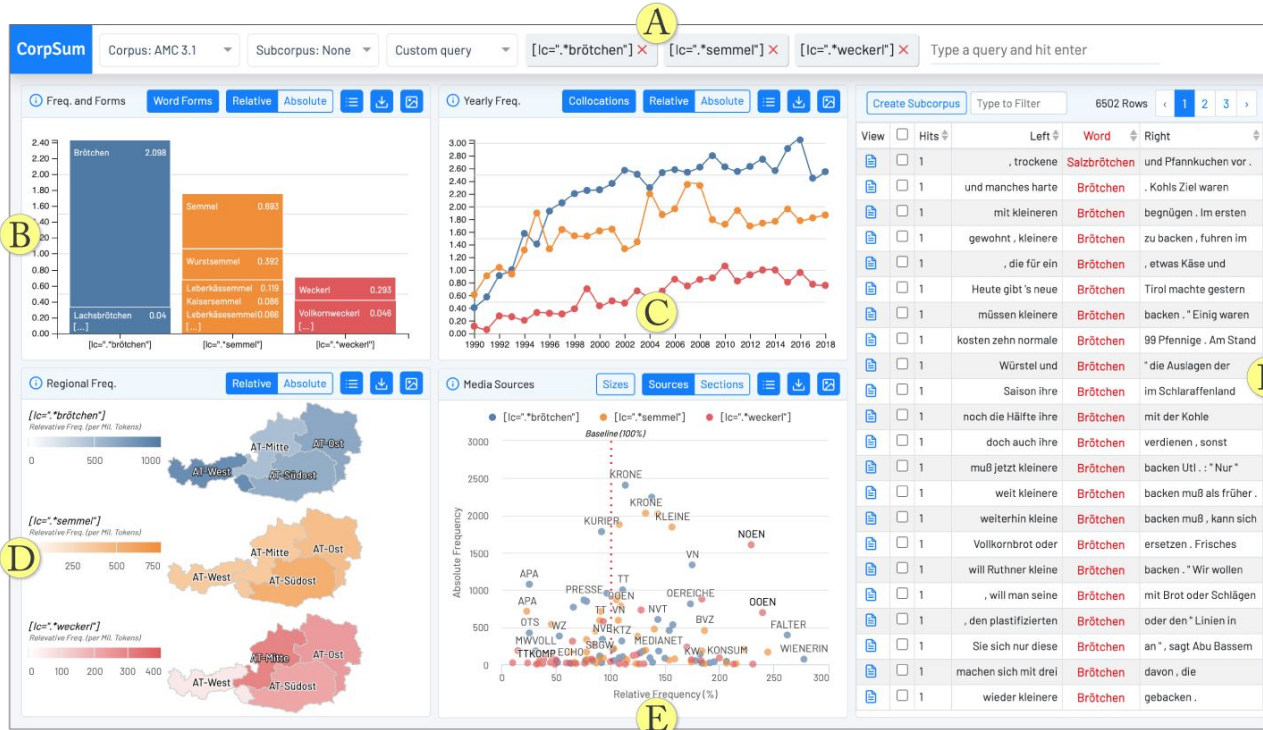 A
CorpSum Corpus: AMC 3.1 Subcorpus: None Custom query [lc=".*brötchen"] × [lc=".*semmel"] × [lc=".*weckerl"] × Type a query and hit enter
Freq. and Forms Word Forms Relative Absolute
2.40
2.20
2.00
1.80
1.60
1.40
1.20
1.00
0.80
0.60
0.40
0.20
0.00
Brötchen 2.098
Lachsbrötchen 0.04
[...]
Semmel 0.693
Wurstsemmel 0.392
Leberkässemmel 0.119
Kaisersemmel 0.086
Leberkäsesemmel 0.066
[...]
Weckerl 0.293
Vollkornweckerl 0.046
[...]
[lc=".*brötchen"] [lc=".*semmel"] [lc=".*weckerl"]
B
Yearly Freq. Collocations Relative Absolute
3.00
2.80
2.60
2.40
2.20
2.00
1.80
1.60
1.40
1.20
1.00
0.80
0.60
0.40
0.20
0.00
1990 1992 1994 1996 1998 2000 2002 2004 2006 2008 2010 2012 2014 2016 2018
C
Regional Freq. Relative Absolute
[lc=".*brötchen"]
Relevative Freq. (per Mil. Tokens)
0 500 1000
AT-West AT-Mitte AT-Ost AT-Südost
[lc=".*semmel"]
Relevative Freq. (per Mil. Tokens)
250 500 750
AT-West AT-Mitte AT-Ost AT-Südost
[lc=".*weckerl"]
Relevative Freq. (per Mil. Tokens)
0 100 200 300 400
AT-West AT-Mitte AT-Ost AT-Südost
D
Media Sources Sizes Sources Sections
[lc=".*brötchen"] [lc=".*semmel"] [lc=".*weckerl"]
Baseline (100%)
Absolute Frequency
3000
2500
2000
1500
1000
500
0
KRONE
KRONE
KURIER KLEINE
NOEN
VN
APA PRESSE TT
APA OEREICHE
TT VN NVT OOEN
OTS WZ KTZ BVZ FALTER
MWVOLL MEDIANET
TTKOMP ECHO SBGW KW KONSUM WIENERIN
0 50 100 150 200 250 300
Relative Frequency (%)
E
Create Subcorpus Type to Filter 6502 Rows ‹ 1 2 3 ›
View Hits Left Word Right
1 , trockene Salzbrötchen und Pfannkuchen vor .
1 und manches harte Brötchen . Kohls Ziel waren
1 mit kleineren Brötchen begnügen . Im ersten
1 gewohnt , kleinere Brötchen zu backen , fuhren im
1 , die für ein Brötchen , etwas Käse und
1 Heute gibt 's neue Brötchen Tirol machte gestern
1 müssen kleinere Brötchen backen . " Einig waren
1 kosten zehn normale Brötchen 99 Pfennige . Am Stand
1 Würstel und Brötchen " die Auslagen der
1 Saison ihre Brötchen im Schlaraffenland
1 noch die Hälfte ihre Brötchen mit der Kohle
1 doch auch ihre Brötchen verdienen , sonst
1 muß jetzt kleinere Brötchen backen Utl . : " Nur "
1 weit kleinere Brötchen backen muß als früher .
1 weiterhin kleine Brötchen backen muß , kann sich
1 Vollkornbrot oder Brötchen ersetzen . Frisches
1 will Ruthner kleine Brötchen backen . " Wir wollen
1 , will man seine Brötchen mit Brot oder Schlägen
1 , den plastifizierten Brötchen oder den " Linien in
1 Sie sich nur diese Brötchen an " , sagt Abu Bassem
1 machen sich mit drei Brötchen davon , die
1 wieder kleinere Brötchen gebacken .